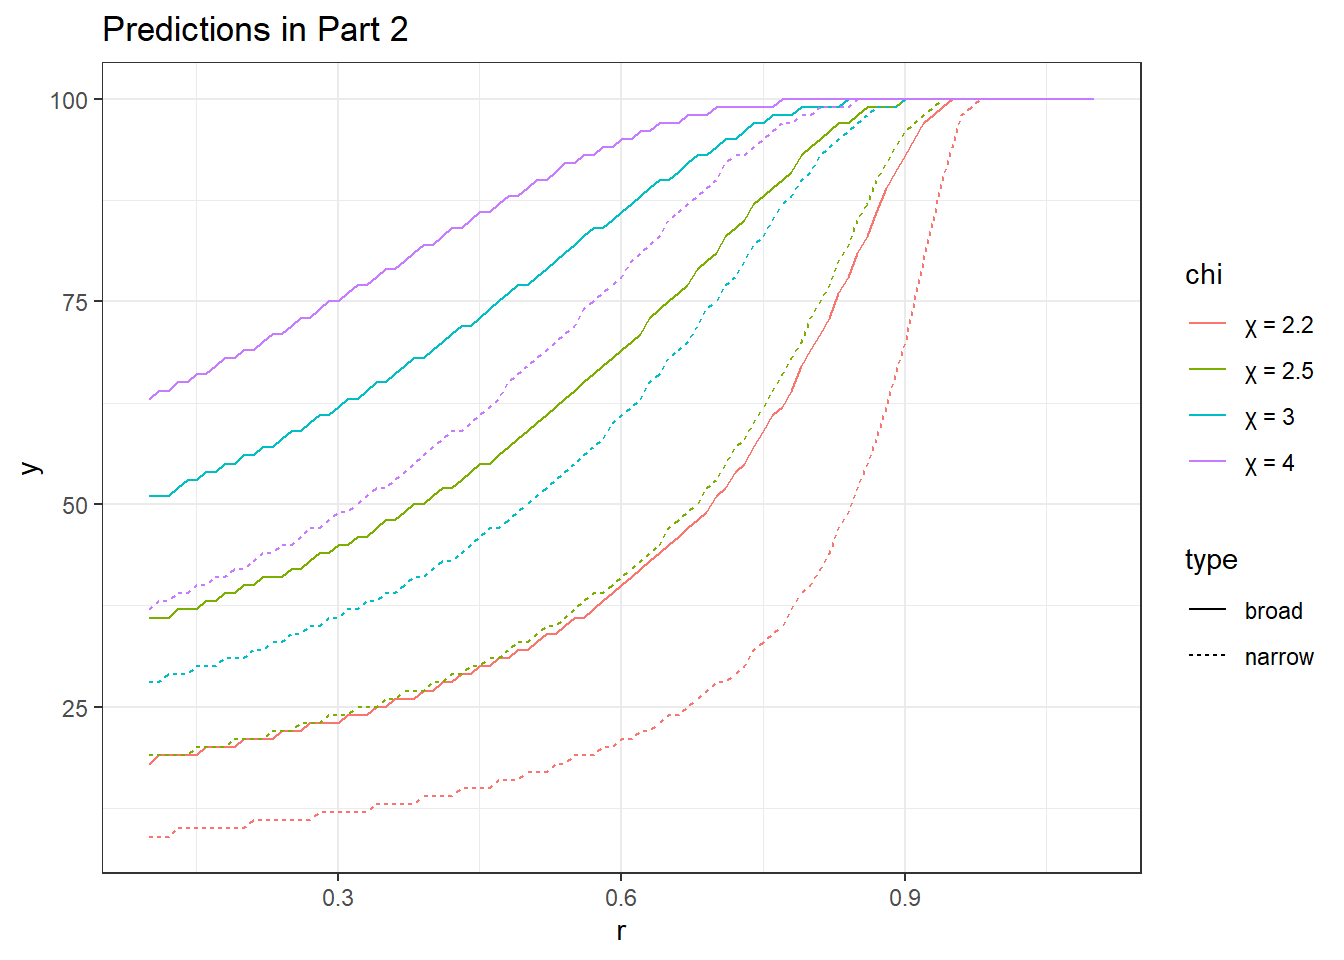 Predictions in Part 2
100
75
50
25
y
0.3
0.6
0.9
r
chi
χ = 2.2
χ = 2.5
χ = 3
χ = 4
type
broad
narrow